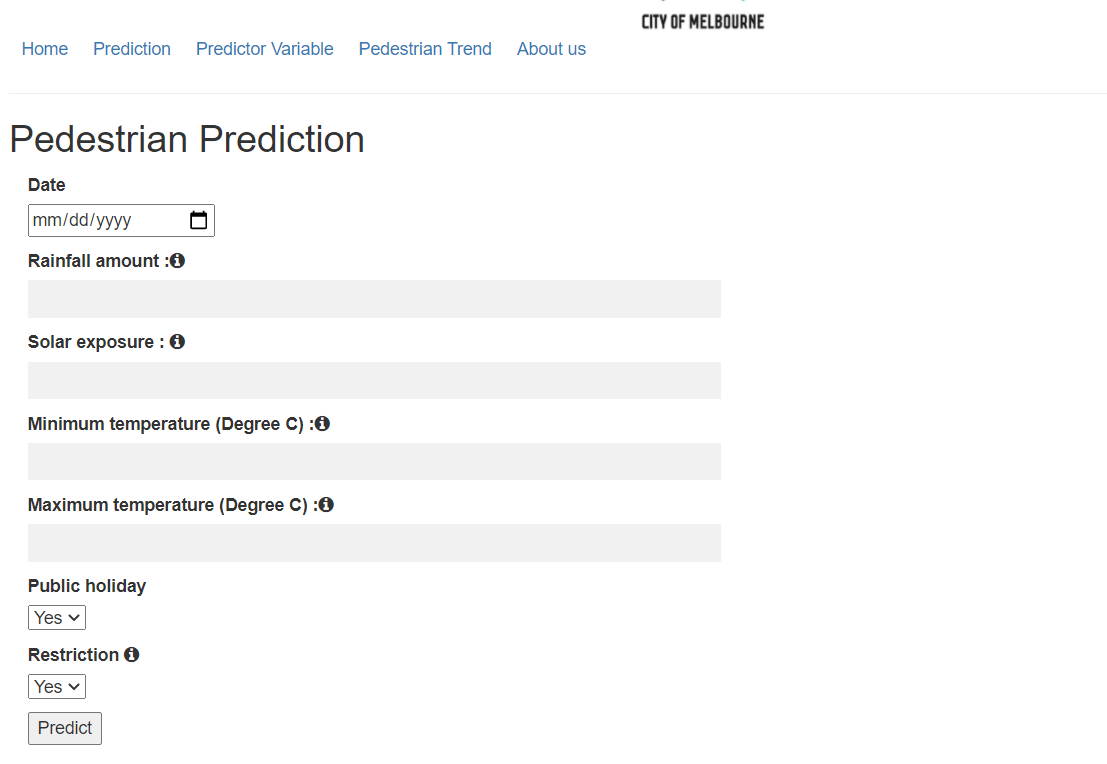 CITY OF MELBOURNE
Home Prediction Predictor Variable Pedestrian Trend About us
Pedestrian Prediction
Date
mm/dd/yyyy
Rainfall amount :
Solar exposure :
Minimum temperature (Degree C) :
Maximum temperature (Degree C) :
Public holiday
Yes
Restriction
Yes
Predict